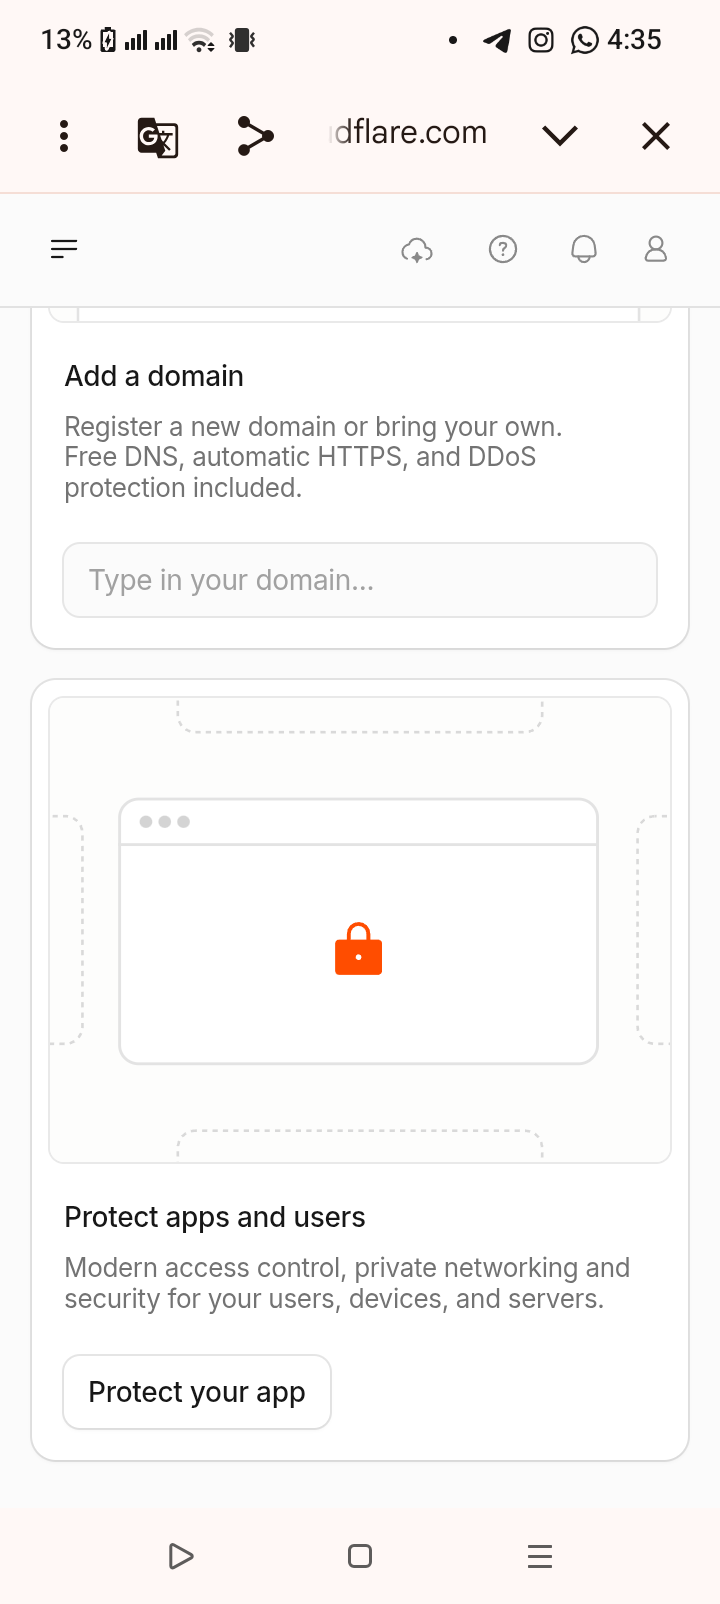 13%
4:35
dflare.com
Add a domain
Register a new domain or bring your own.
Free DNS, automatic HTTPS, and DDoS
protection included.
Type in your domain...
Protect apps and users
Modern access control, private networking and
security for your users, devices, and servers.
Protect your app